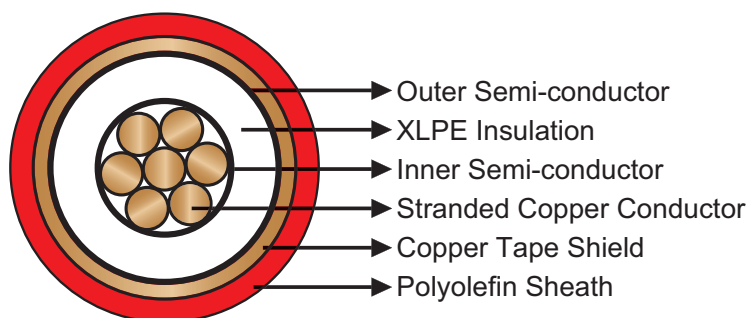 Outer Semi-conductor
XLPE Insulation
Inner Semi-conductor
Stranded Copper Conductor
Copper Tape Shield
Polyolefin Sheath